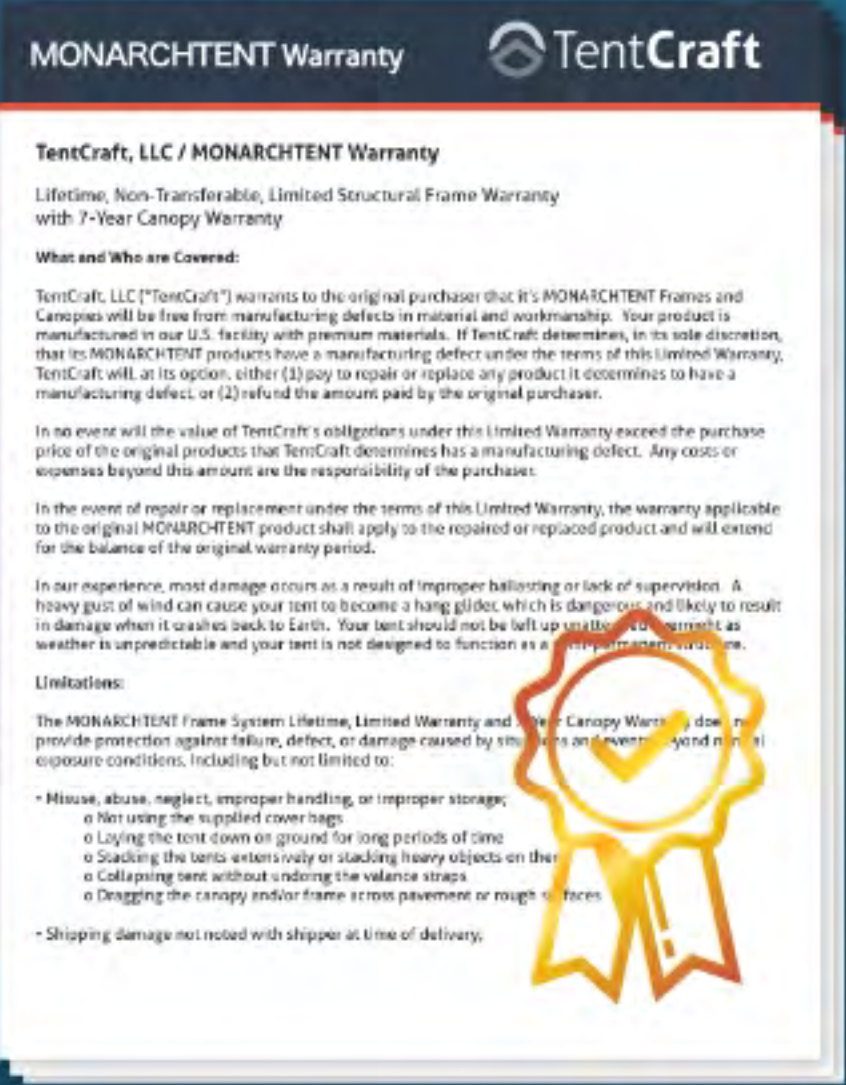 MONARCHTENT Warranty
TentCraft
TentCraft, LLC / MONARCHTENT Warranty
Lifetime, Non-Transferable, Limited Structural Frame Warranty
with 7-Year Canopy Warranty
What and Who are Covered:
TentCraft, LLC ("TentCraft") warrants to the original purchaser that it's MONARCHTENT Frames and
Canopies will be free from manufacturing defects in material and workmanship. Your product is
manufactured in our U.S. facility with premium materials. If TentCraft determines, in its sole discretion,
that its MONARCHTENT products have a manufacturing defect under the terms of this Limited Warranty,
TentCraft will, at its option, either (1) pay to repair or replace any product it determines to have a
manufacturing defect, or (2) refund the amount paid by the original purchaser.
In no event will the value of TentCraft's obligations under this Limited Warranty exceed the purchase
price of the original products that TentCraft determines has a manufacturing defect. Any costs or
expenses beyond this amount are the responsibility of the purchaser.
In the event of repair or replacement under the terms of this Limited Warranty, the warranty applicable
to the original MONARCHTENT product shall apply to the repaired or replaced product and will extend
for the balance of the original warranty period.
In our experience, most damage occurs as a result of improper ballasting or lack of supervision. A
heavy gust of wind can cause your tent to become a hang glider, which is dangerous and likely to result
in damage when it crashes back to Earth. Your tent should not be left up as
weather is unpredictable and your tent is not designed to function as a
Limitations:
The MONARCHTENT Frame System Lifetime, Limited Warranty and Canopy
provide protection against failure, defect, or damage caused by
exposure conditions, including but not limited to:
• Misuse, abuse, neglect, improper handling, or improper storage;
o Not using the supplied cover bags
o Laying the tent down on ground for long periods of time
o Stacking the tents extensively or stacking heavy objects on
o Collapsing tent without undoing the valance straps
o Dragging the canopy and/or frame across pavement or rough
• Shipping damage not noted with shipper at time of delivery.